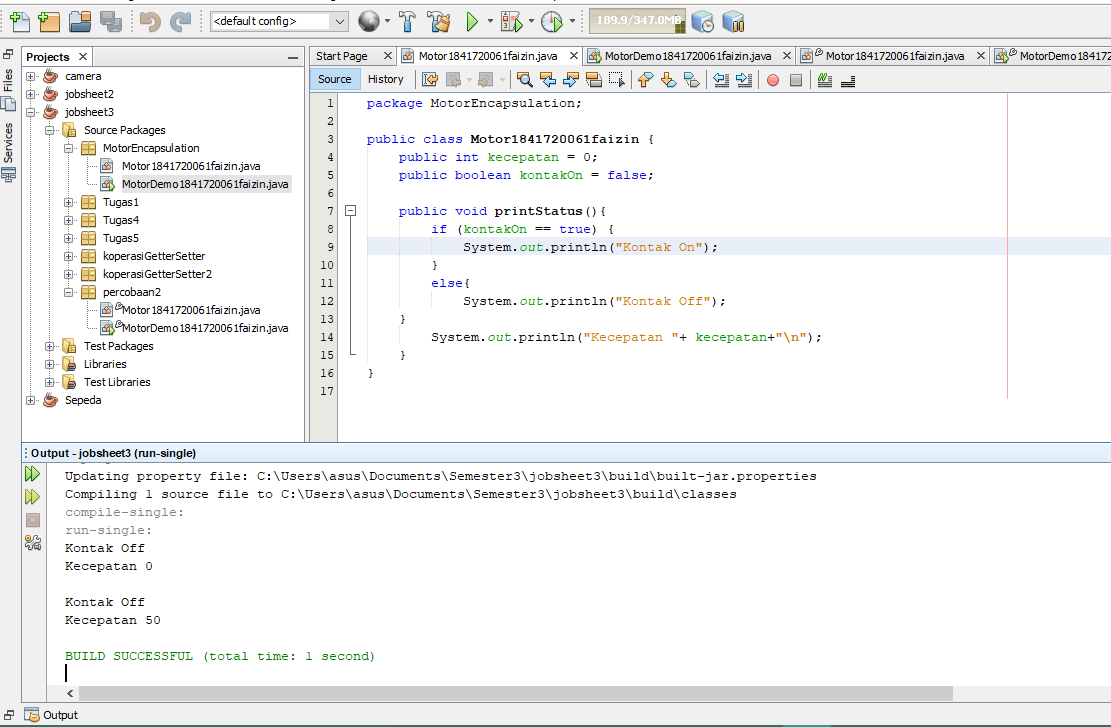 <default config>
189.9/347.0MB
Projects
Files
Services
camera
jobsheet2
jobsheet3
Source Packages
MotorEncapsulation
Motor1841720061faizin.java
MotorDemo1841720061faizin.java
Tugas1
Tugas4
Tugas5
koperasiGetterSetter
koperasiGetterSetter2
percobaan2
Motor1841720061faizin.java
MotorDemo1841720061faizin.java
Test Packages
Libraries
Test Libraries
Sepeda
Start Page Motor1841720061faizin.java MotorDemo1841720061faizin.java Motor1841720061faizin.java MotorDemo184172
Source History
1 package MotorEncapsulation;
2
3 public class Motor1841720061faizin {
4 public int kecepatan = 0;
5 public boolean kontakOn = false;
6
7 public void printStatus(){
8 if (kontakOn == true) {
9 System.out.println("Kontak On");
10 }
11 else{
12 System.out.println("Kontak Off");
13 }
14 System.out.println("Kecepatan "+ kecepatan+"\n");
15 }
16 }
17
Output - jobsheet3 (run-single)
Updating property file: C:\Users\asus\Documents\Semester3\jobsheet3\build\built-jar.properties
Compiling 1 source file to C:\Users\asus\Documents\Semester3\jobsheet3\build\classes
compile-single:
run-single:
Kontak Off
Kecepatan 0
Kontak Off
Kecepatan 50
BUILD SUCCESSFUL (total time: 1 second)
Output